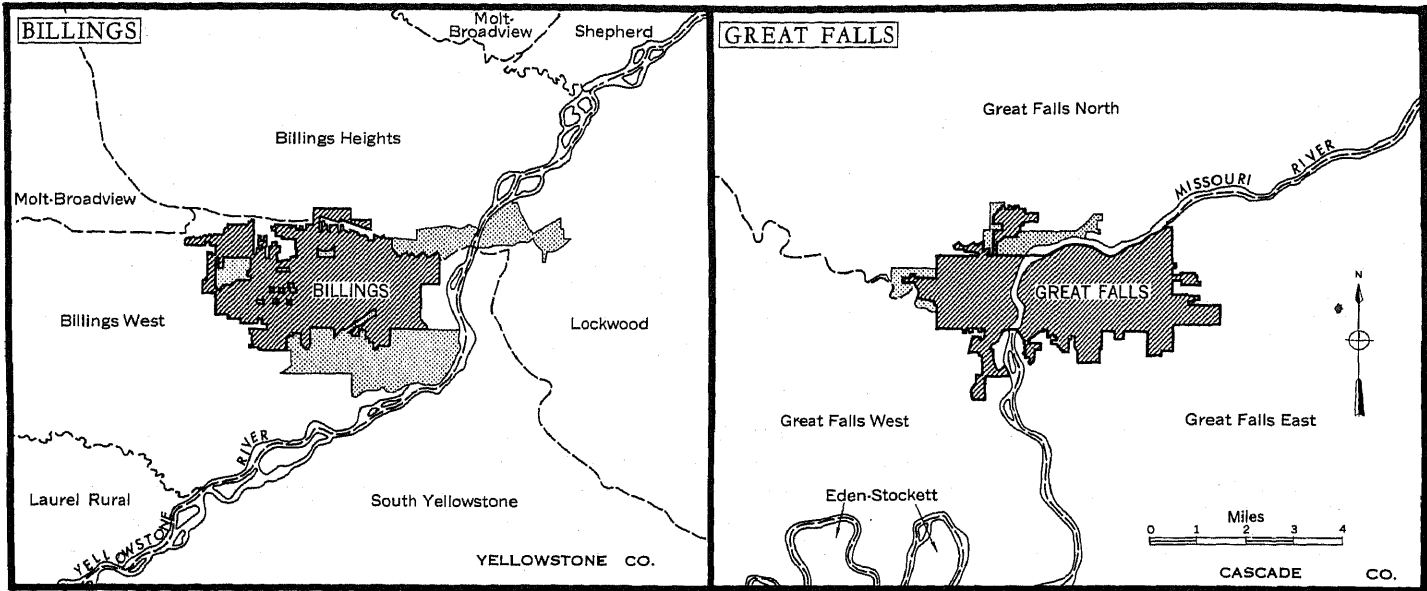 BILLINGS
Molt-
Broadview
Shepherd
Billings Heights
Molt-Broadview
BILLINGS
Billings West
Lockwood
RIVER
Laurel Rural
South Yellowstone
YELLOWSTONE
YELLOWSTONE CO.
GREAT FALLS
Great Falls North
MISSOURI RIVER
GREAT FALLS
N
Great Falls West
Great Falls East
Eden-Stockett
Miles
0 1 2 3 4
CASCADE CO.